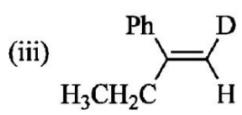 Ph D
(iii)
H₃CH₂C H